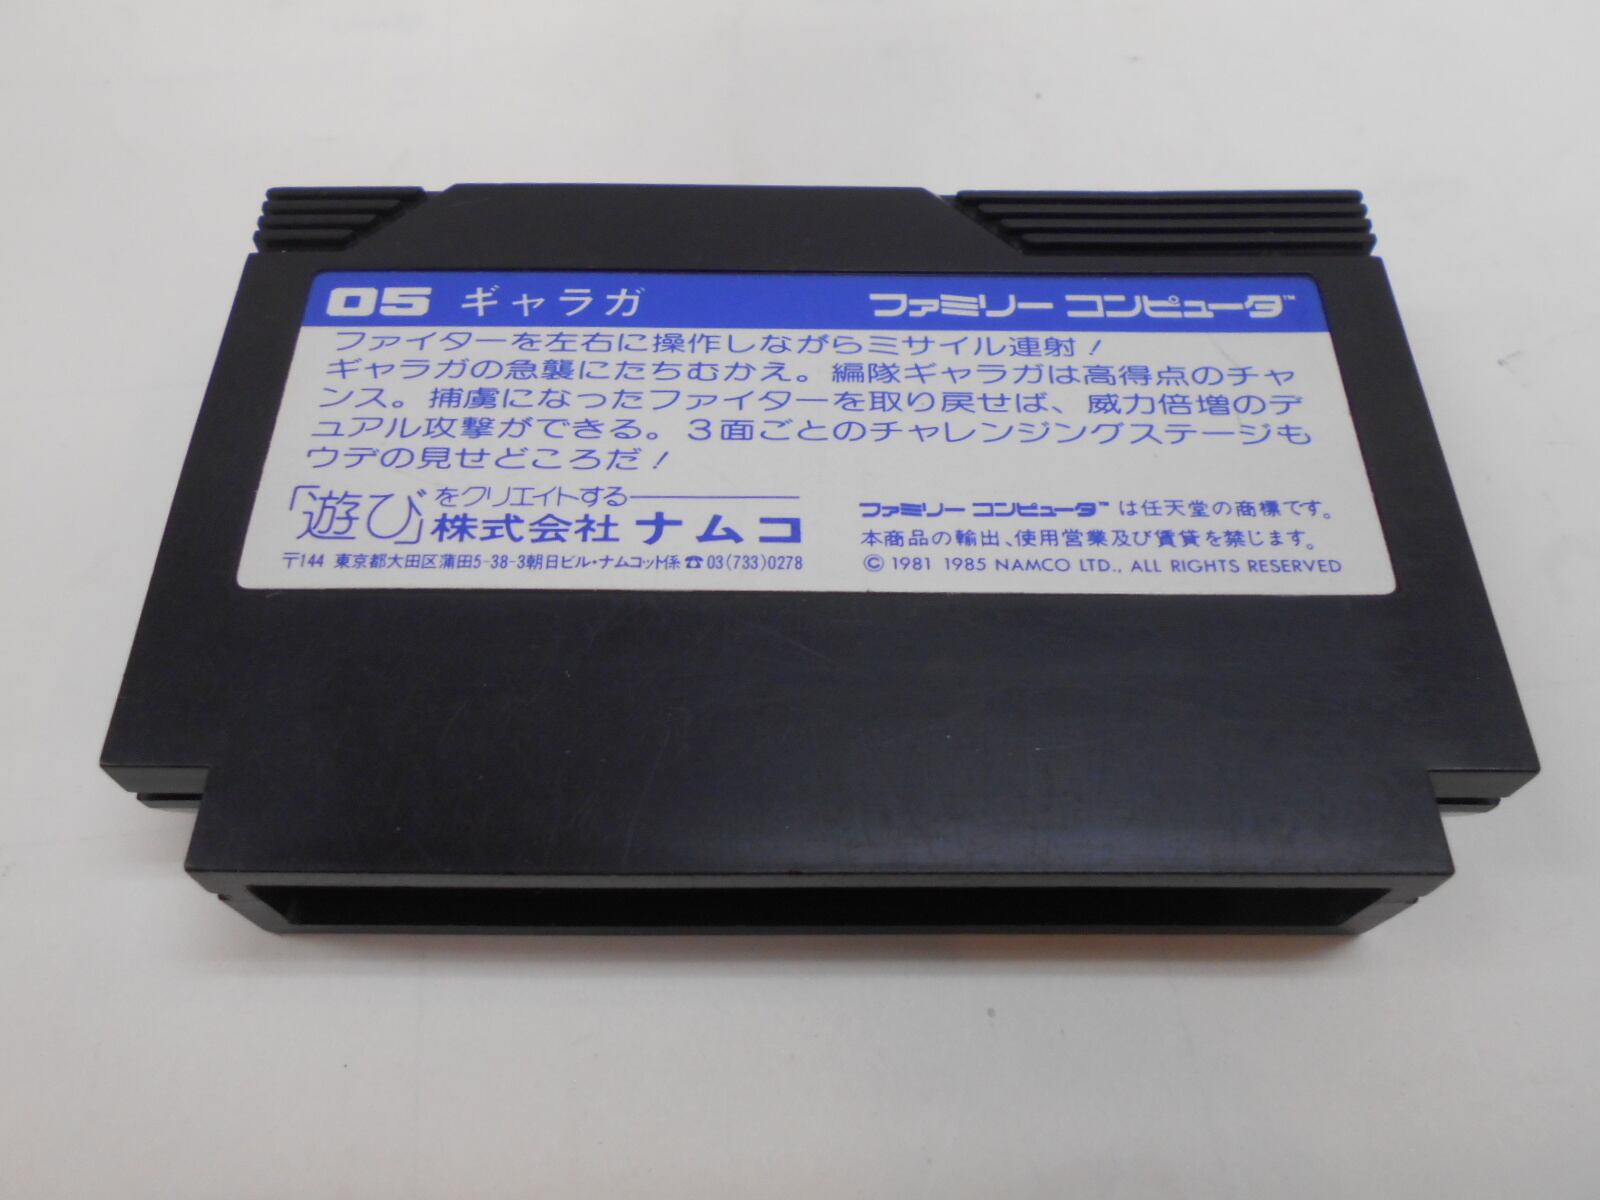 05 ギャラガ ファミリー コンピュータ™
ファイターを左右に操作しながらミサイル連射!
ギャラガの急襲にたちむかえ。編隊ギャラガは高得点のチャ
ンス。捕虜になったファイターを取り戻せば、威力倍増のデ
ュアル攻撃ができる。3面ごとのチャレンジングステージも
ウデの見せどころだ!
「遊び」をクリエイトする
株式会社 ナムコ
〒144 東京都大田区蒲田5-38-3朝日ビル・ナムコット係 ☎03(733)0278
ファミリー コンピュータ™は任天堂の商標です。
本商品の輸出、使用営業及び賃貸を禁じます。
© 1981 1985 NAMCO LTD., ALL RIGHTS RESERVED